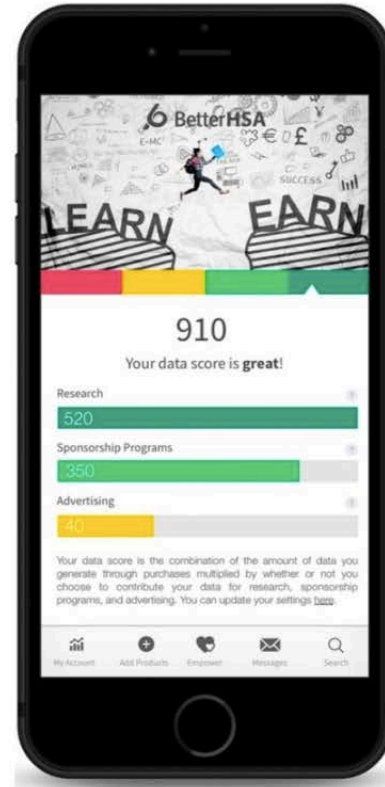 BetterHSA
E=MC²
SUCCESS
LEARN
EARN
910
Your data score is great!
Research
520
Sponsorship Programs
350
Advertising
40
Your data score is the combination of the amount of data you
generate through purchases multiplied by whether or not you
choose to contribute your data for research, sponsorship
programs, and advertising. You can update your settings here.
My Account Add Products Empower Messages Search